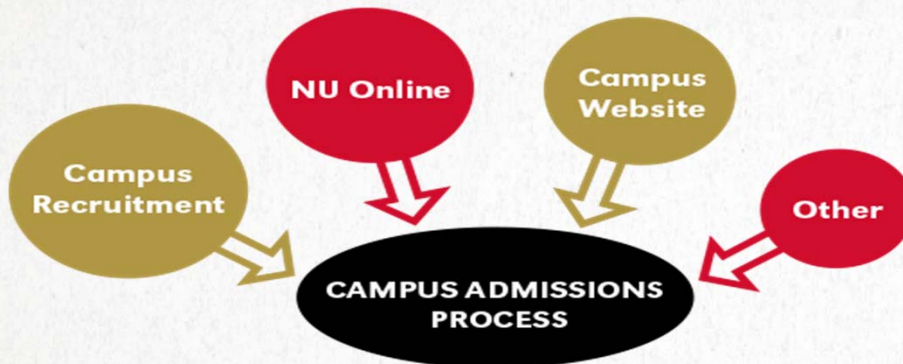 NU Online
Campus
Website
Campus
Recruitment
Other
CAMPUS ADMISSIONS
PROCESS